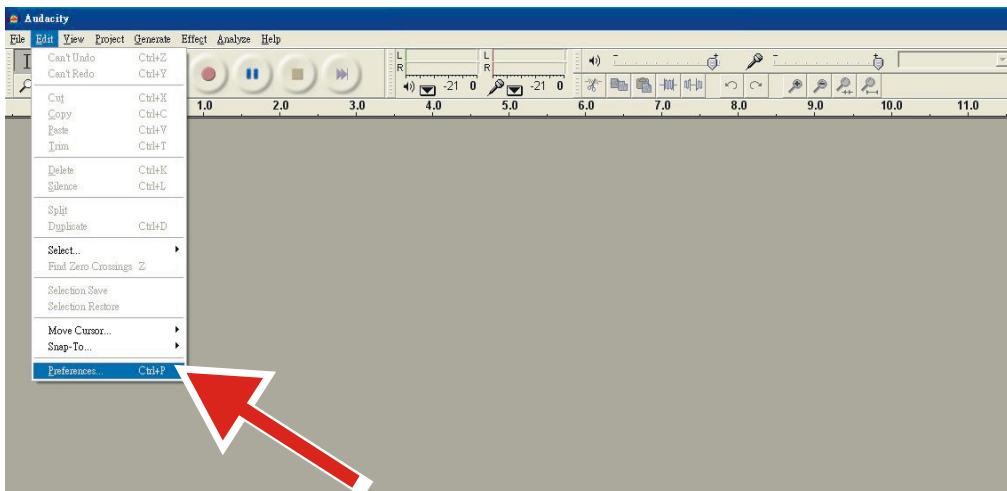 Audacity
File Edit View Project Generate Effect Analyze Help
Can't Undo Ctrl+Z
Can't Redo Ctrl+Y
Cut Ctrl+X
Copy Ctrl+C
Paste Ctrl+V
Trim Ctrl+T
Delete Ctrl+K
Silence Ctrl+L
Split
Duplicate Ctrl+D
Select...
Find Zero Crossings Z
Selection Save
Selection Restore
Move Cursor...
Snap-To...
Preferences... Ctrl+P
L L
R R
-21 0 -21 0
1.0 2.0 3.0 4.0 5.0 6.0 7.0 8.0 9.0 10.0 11.0